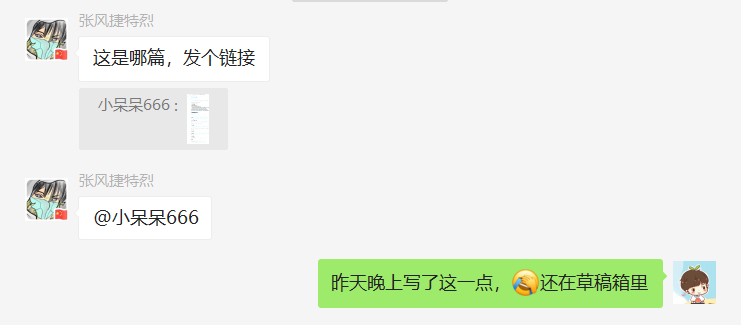 张风捷特烈
这是哪篇，发个链接
小呆呆666：
张风捷特烈
@小呆呆666
昨天晚上写了这一点，🤣还在草稿箱里